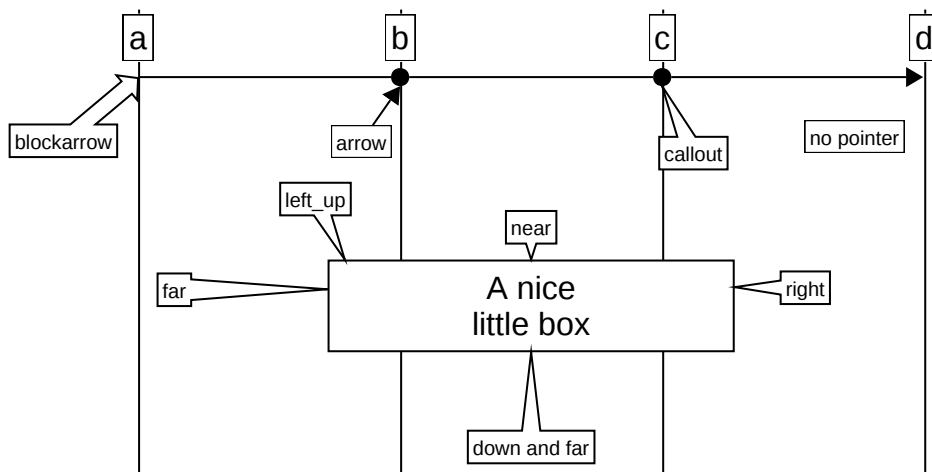 a
b
c
d
blockarrow
arrow
callout
no pointer
left_up
near
far
right
A nice
little box
down and far